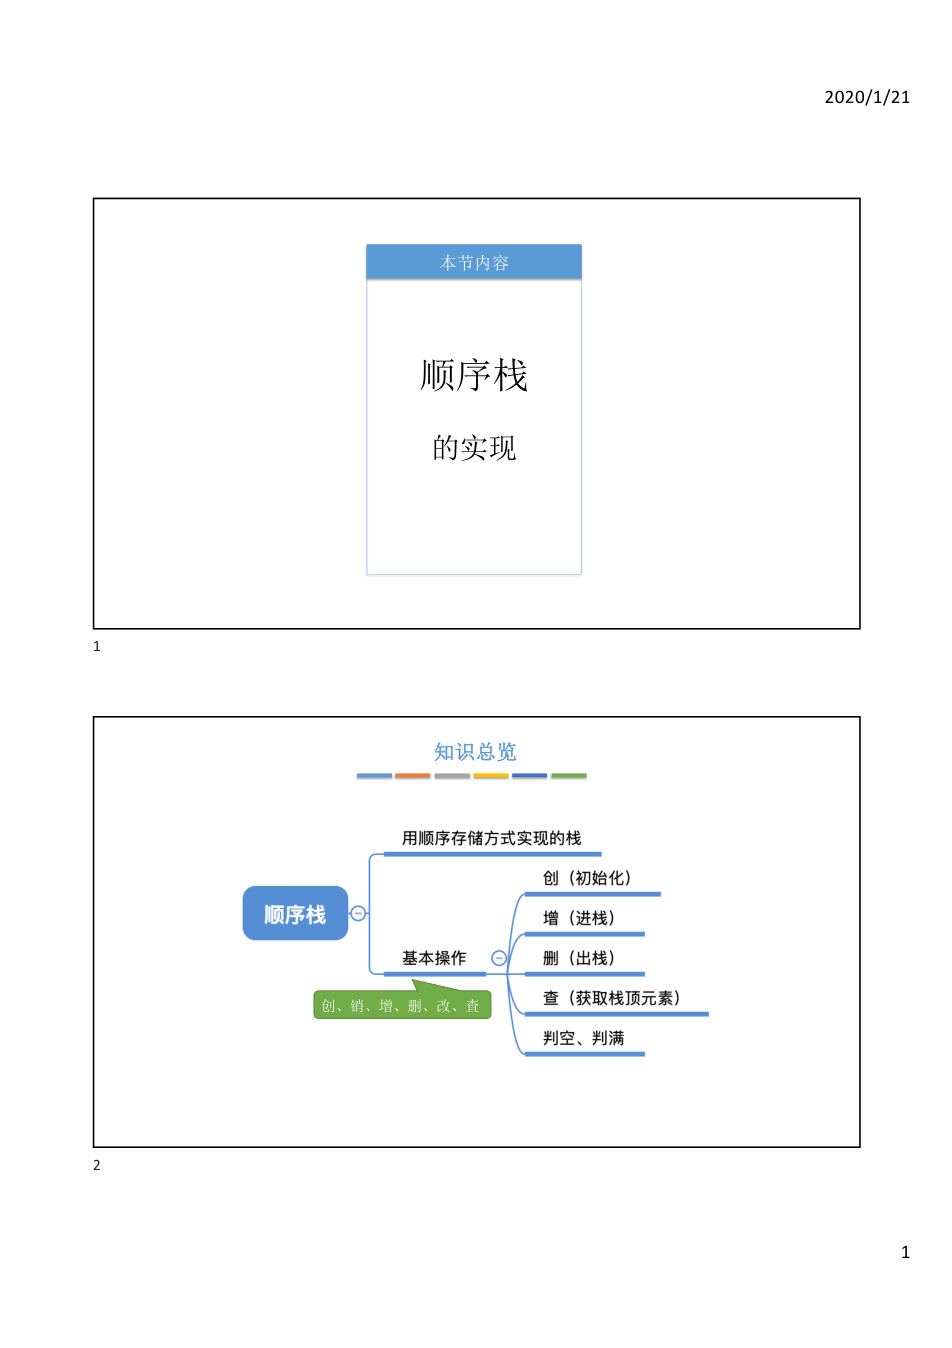 2020/1/21
本节内容
顺序栈
的实现
1
知识总览
用顺序存储方式实现的栈
创（初始化）
增（进栈）
顺序栈
基本操作
删（出栈）
创、销、增、删、改、查
查（获取栈顶元素）
判空、判满
2
1